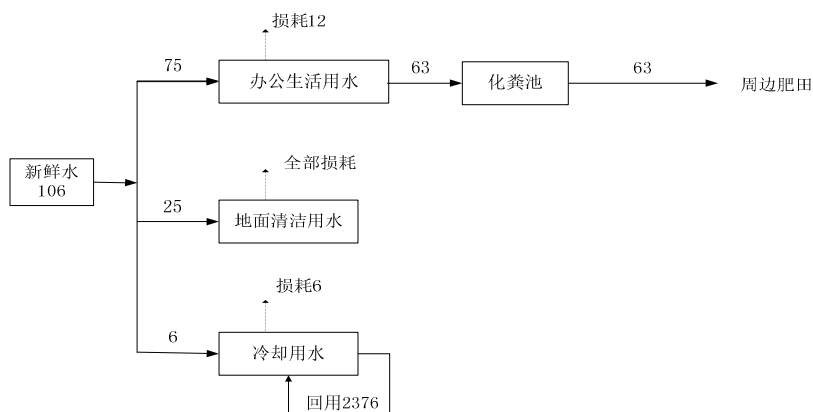 损耗12
75
办公生活用水
63
化粪池
63
周边肥田
新鲜水
106
全部损耗
25
地面清洁用水
损耗6
6
冷却用水
回用2376